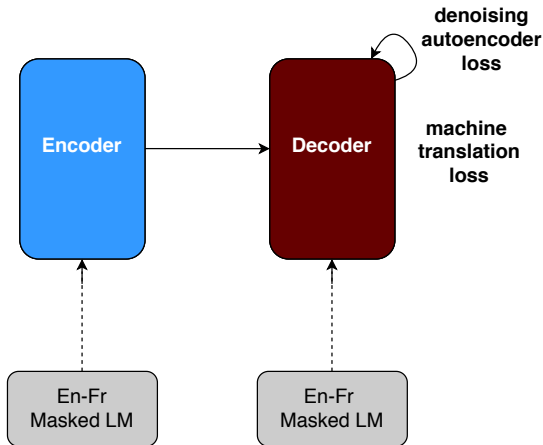 denoising
autoencoder
loss
Encoder
Decoder
machine
translation
loss
En-Fr
Masked LM
En-Fr
Masked LM